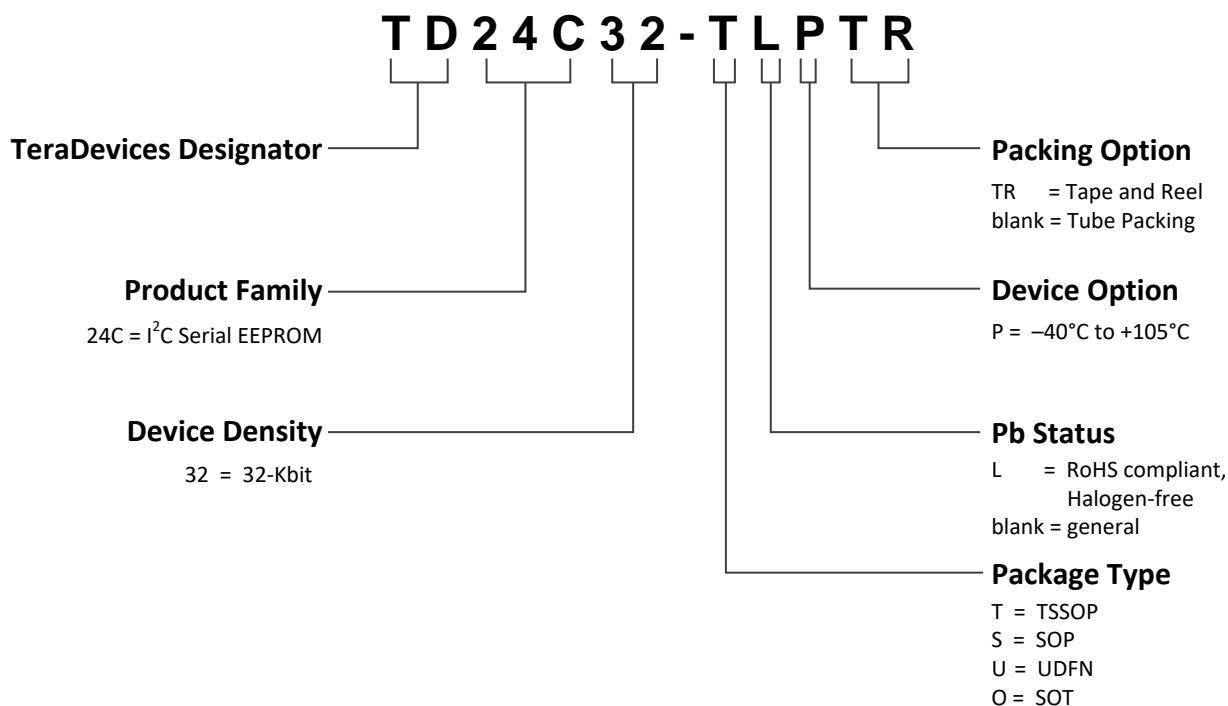 TD24C32-TLPTR
TeraDevices Designator
Product Family
24C = I²C Serial EEPROM
Device Density
32 = 32-Kbit
Packing Option
TR = Tape and Reel
blank = Tube Packing
Device Option
P = –40°C to +105°C
Pb Status
L = RoHS compliant,
Halogen-free
blank = general
Package Type
T = TSSOP
S = SOP
U = UDFN
O = SOT